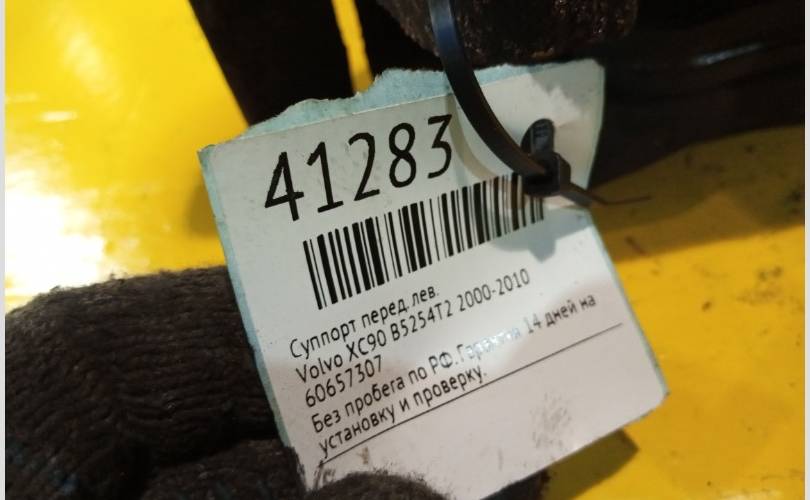 41283
Суппорт перед.лев.
Volvo XC90 B5254T2 2000-2010
60657307
Без пробега по РФ.Гарантия 14 дней на
установку и проверку.